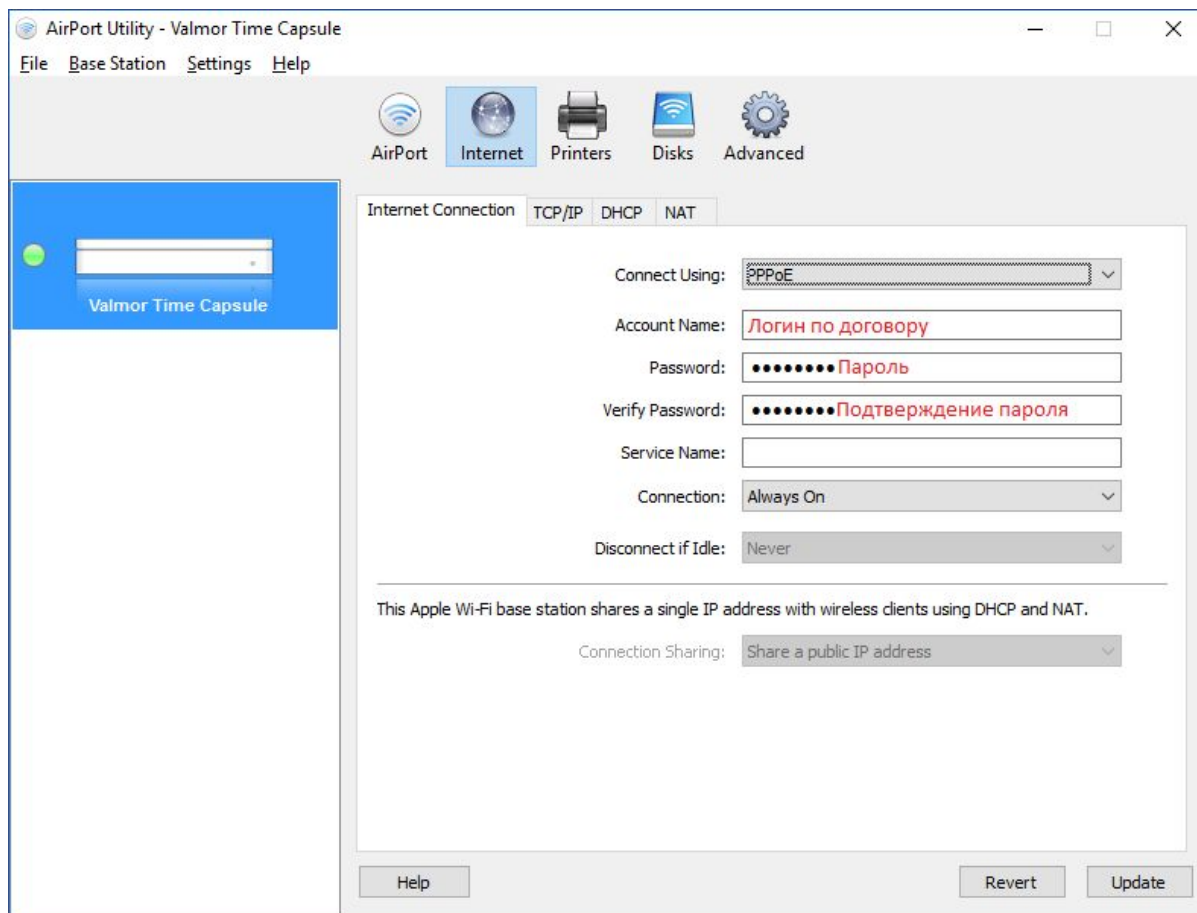 AirPort Utility - Valmor Time Capsule
File Base Station Settings Help
AirPort Internet Printers Disks Advanced
Valmor Time Capsule
Internet Connection TCP/IP DHCP NAT
Connect Using: PPPoE
Account Name: Логин по договору
Password: ••••••••Пароль
Verify Password: ••••••••Подтверждение пароля
Service Name:
Connection: Always On
Disconnect if Idle: Never
This Apple Wi-Fi base station shares a single IP address with wireless clients using DHCP and NAT.
Connection Sharing: Share a public IP address
Help Revert Update